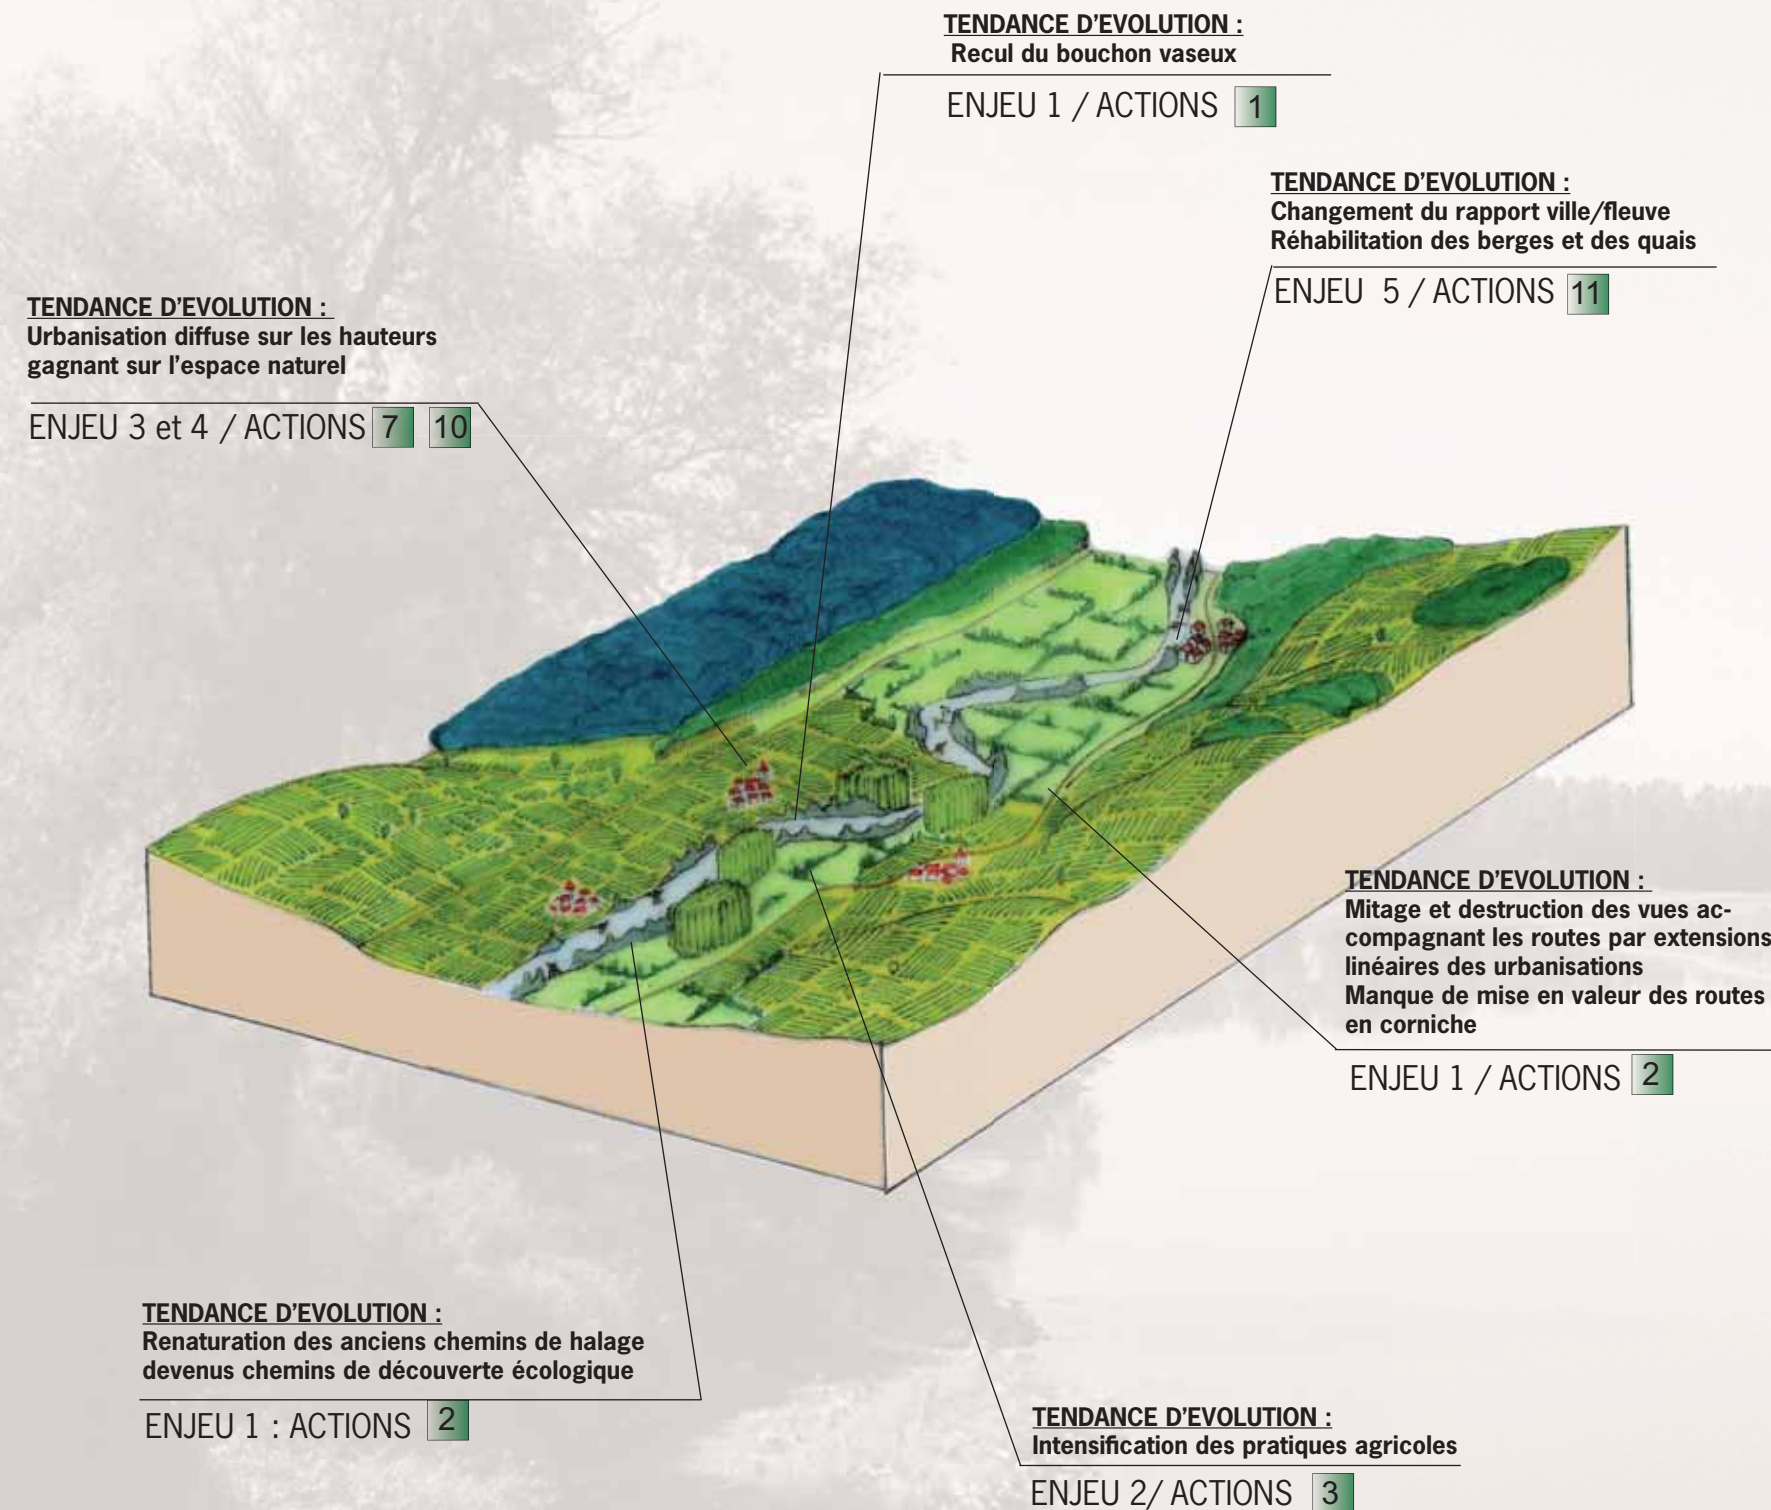 TENDANCE D'EVOLUTION :
Recul du bouchon vaseux
ENJEU 1 / ACTIONS 1
TENDANCE D'EVOLUTION :
Changement du rapport ville/fleuve
Réhabilitation des berges et des quais
ENJEU 5 / ACTIONS 11
TENDANCE D'EVOLUTION :
Urbanisation diffuse sur les hauteurs
gagnant sur l'espace naturel
ENJEU 3 et 4 / ACTIONS 7 10
TENDANCE D'EVOLUTION :
Mitage et destruction des vues ac-
compagnant les routes par extensions
linéaires des urbanisations
Manque de mise en valeur des routes
en corniche
ENJEU 1 / ACTIONS 2
TENDANCE D'EVOLUTION :
Renaturation des anciens chemins de halage
devenus chemins de découverte écologique
ENJEU 1 : ACTIONS 2
TENDANCE D'EVOLUTION :
Intensification des pratiques agricoles
ENJEU 2/ ACTIONS 3